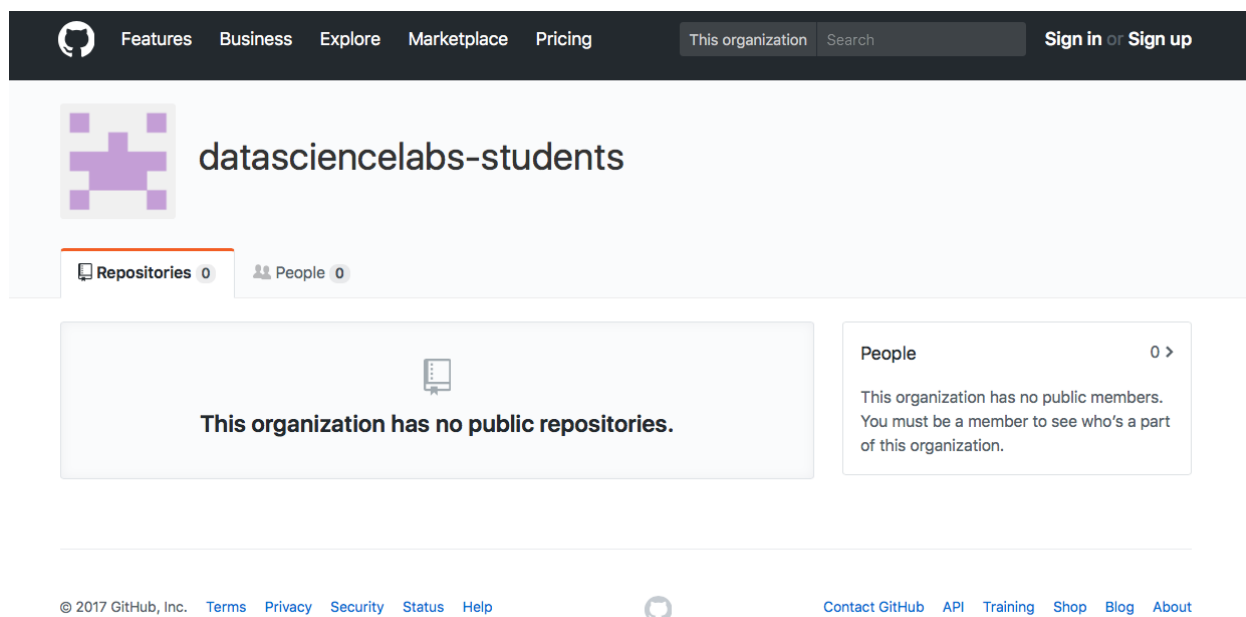 Features Business Explore Marketplace Pricing This organization Search Sign in or Sign up
datasciencelabs-students
Repositories 0 People 0
This organization has no public repositories.
People 0
This organization has no public members.
You must be a member to see who's a part
of this organization.
© 2017 GitHub, Inc. Terms Privacy Security Status Help Contact GitHub API Training Shop Blog About